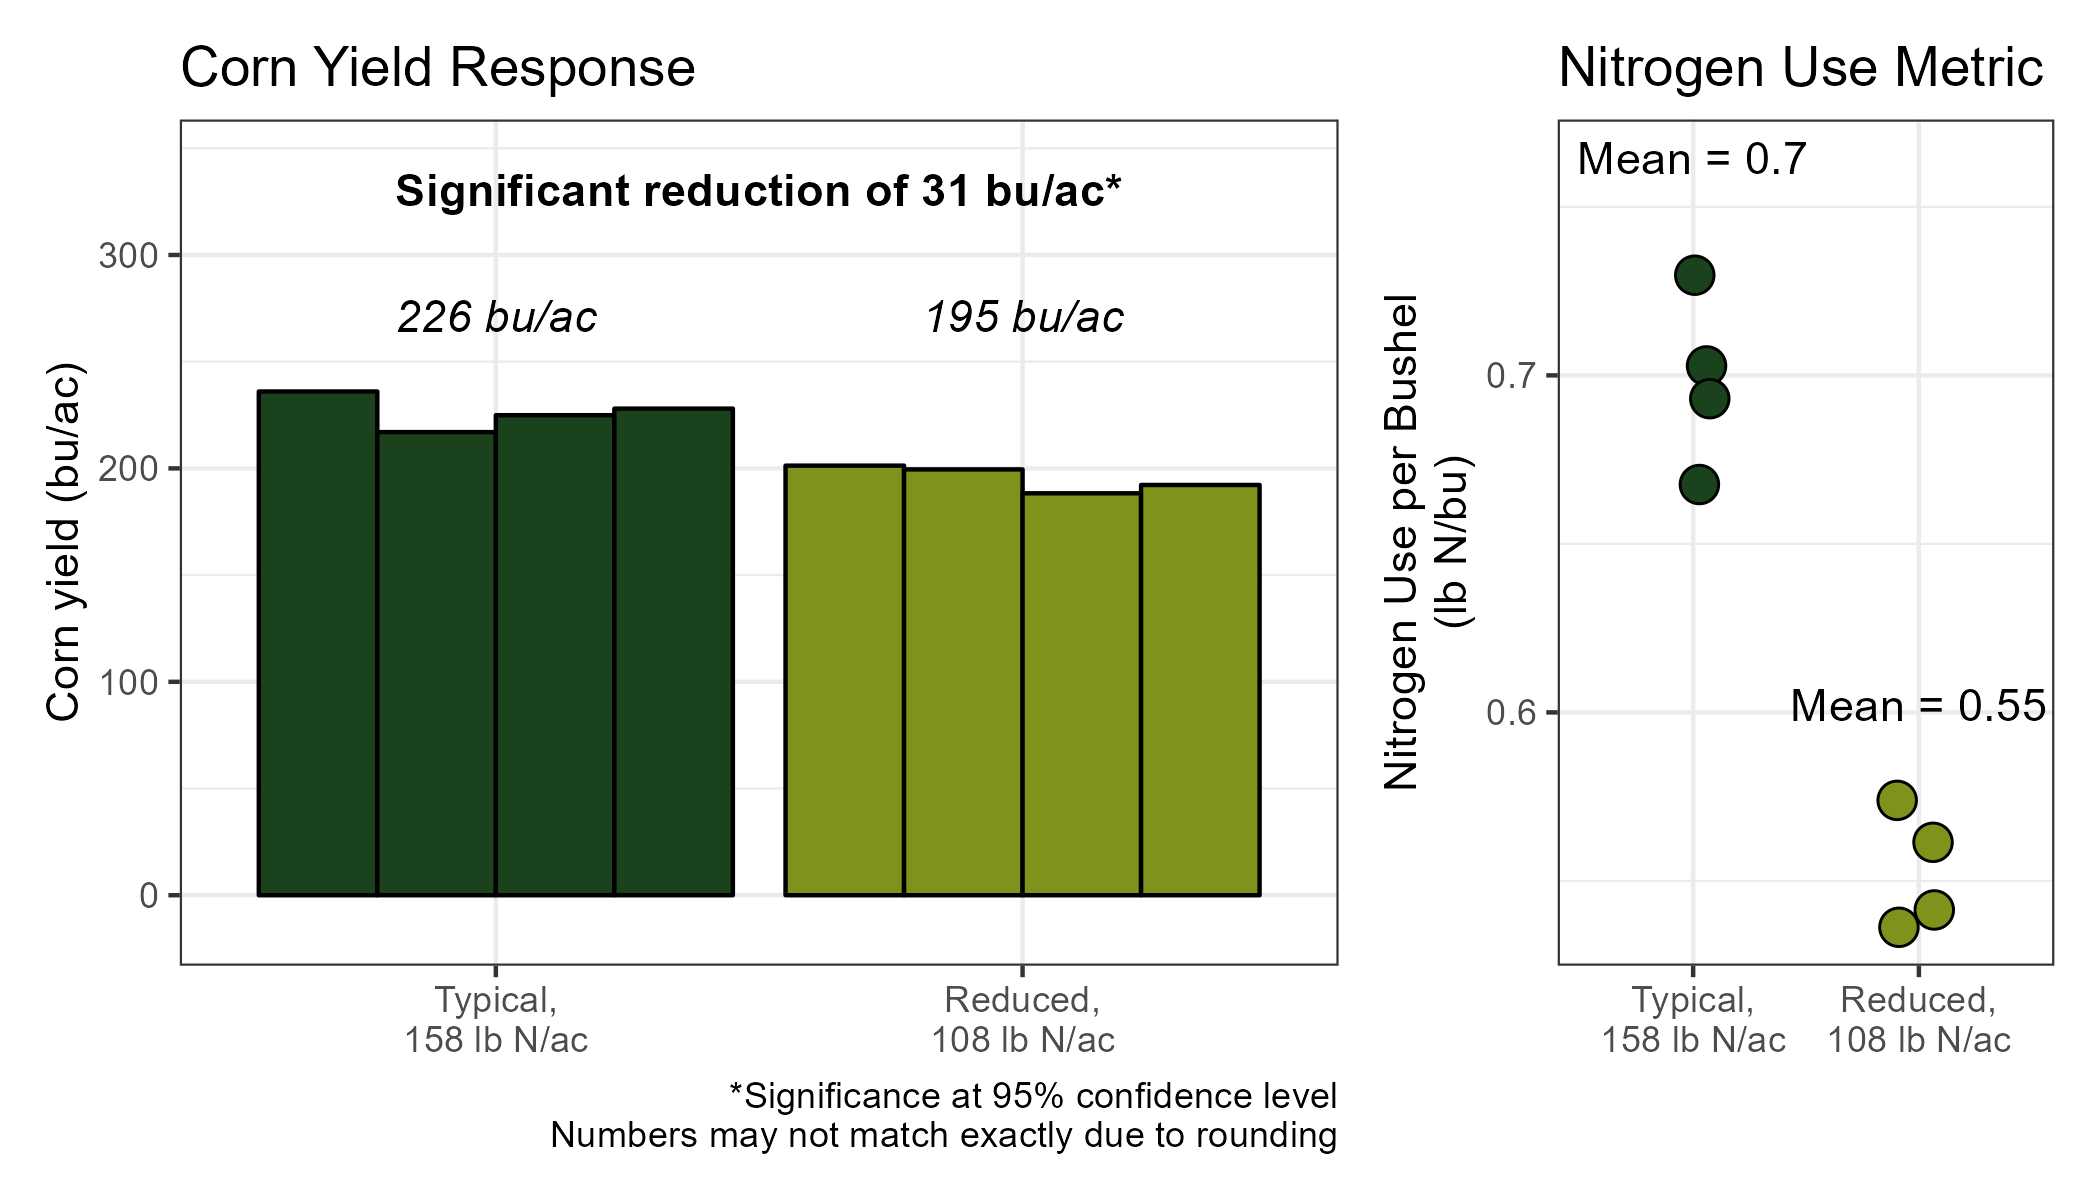 Corn Yield Response
Significant reduction of 31 bu/ac*
226 bu/ac
195 bu/ac
Corn yield (bu/ac)
300
200
100
0
Typical,
158 lb N/ac
Reduced,
108 lb N/ac
*Significance at 95% confidence level
Numbers may not match exactly due to rounding
Nitrogen Use Metric
Mean = 0.7
Mean = 0.55
Nitrogen Use per Bushel
(lb N/bu)
0.7
0.6
Typical,
158 lb N/ac
Reduced,
108 lb N/ac